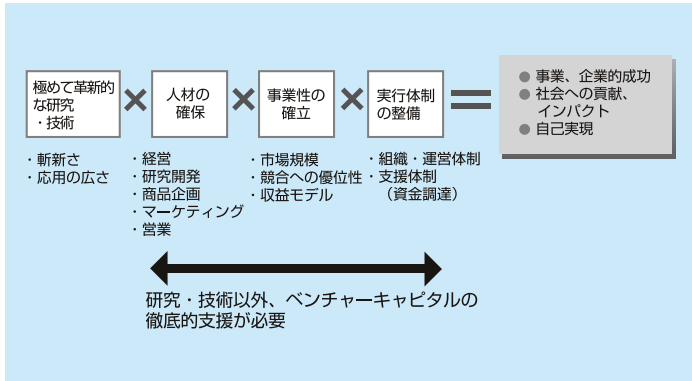 極めて革新的
な研究
・技術
×
人材の
確保
×
事業性の
確立
×
実行体制
の整備
=
● 事業、企業的成功
● 社会への貢献、
インパクト
● 自己実現
・斬新さ
・応用の広さ
・経営
・研究開発
・商品企画
・マーケティング
・営業
・市場規模
・競合への優位性
・収益モデル
・組織・運営体制
・支援体制
（資金調達）
研究・技術以外、ベンチャーキャピタルの
徹底的支援が必要